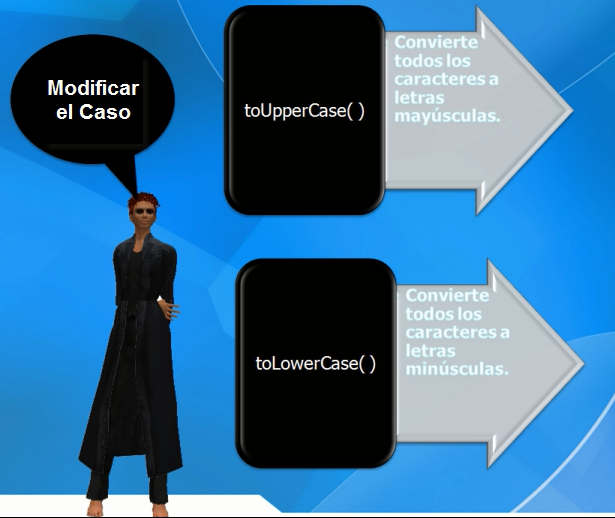 Modificar
el Caso
toUpperCase( )
Convierte
todos los
caracteres a
letras
mayúsculas.
toLowerCase( )
Convierte
todos los
caracteres a
letras
minúsculas.